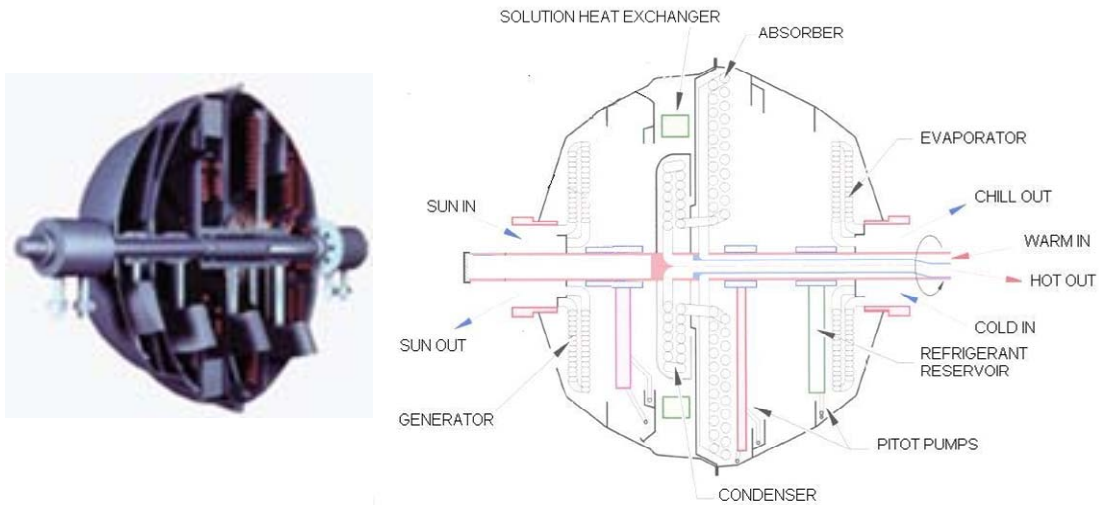 SOLUTION HEAT EXCHANGER
ABSORBER
EVAPORATOR
SUN IN
CHILL OUT
WARM IN
HOT OUT
COLD IN
SUN OUT
REFRIGERANT
RESERVOIR
GENERATOR
PITOT PUMPS
CONDENSER